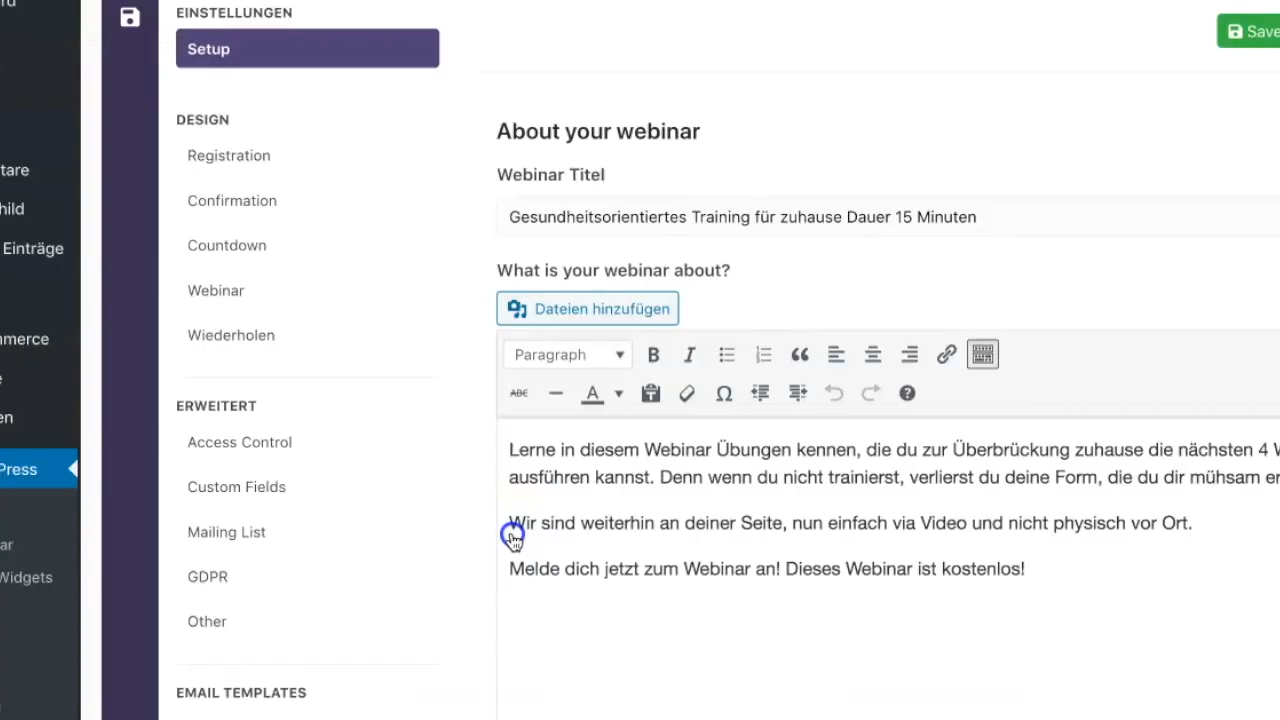 EINSTELLUNGEN
Setup
DESIGN
Registration
Confirmation
Countdown
Webinar
Wiederholen
ERWEITERT
Access Control
Custom Fields
Mailing List
GDPR
Other
EMAIL TEMPLATES
Einträge
Press
Widgets
Save
About your webinar
Webinar Titel
Gesundheitsorientiertes Training für zuhause Dauer 15 Minuten
What is your webinar about?
Dateien hinzufügen
Paragraph
B I
ABC A Ω
Lerne in diesem Webinar Übungen kennen, die du zur Überbrückung zuhause die nächsten 4
ausführen kannst. Denn wenn du nicht trainierst, verlierst du deine Form, die du dir mühsam
Wir sind weiterhin an deiner Seite, nun einfach via Video und nicht physisch vor Ort.
Melde dich jetzt zum Webinar an! Dieses Webinar ist kostenlos!